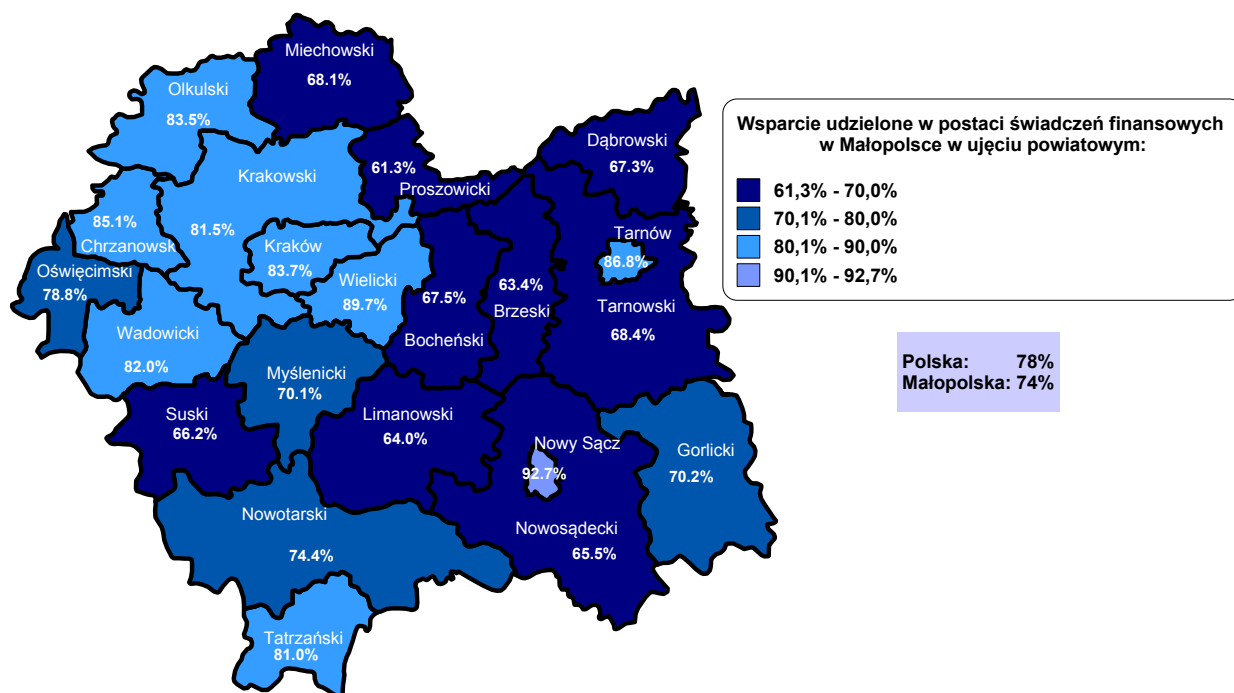 Miechowski
68.1%
Olkulski
83.5%
Dąbrowski
67.3%
61.3%
Proszowicki
Krakowski
81.5%
85.1%
Chrzanowsk
Kraków
83.7%
Tarnów
86.8%
Oświęcimski
78.8%
Wielicki
89.7%
67.5%
Bocheński
63.4%
Brzeski
Tarnowski
68.4%
Wadowicki
82.0%
Myślenicki
70.1%
Suski
66.2%
Limanowski
64.0%
Nowy Sącz
92.7%
Gorlicki
70.2%
Nowotarski
74.4%
Nowosądecki
65.5%
Tatrzański
81.0%
Wsparcie udzielone w postaci świadczeń finansowych
w Małopolsce w ujęciu powiatowym:
61,3% - 70,0%
70,1% - 80,0%
80,1% - 90,0%
90,1% - 92,7%
Polska: 78%
Małopolska: 74%